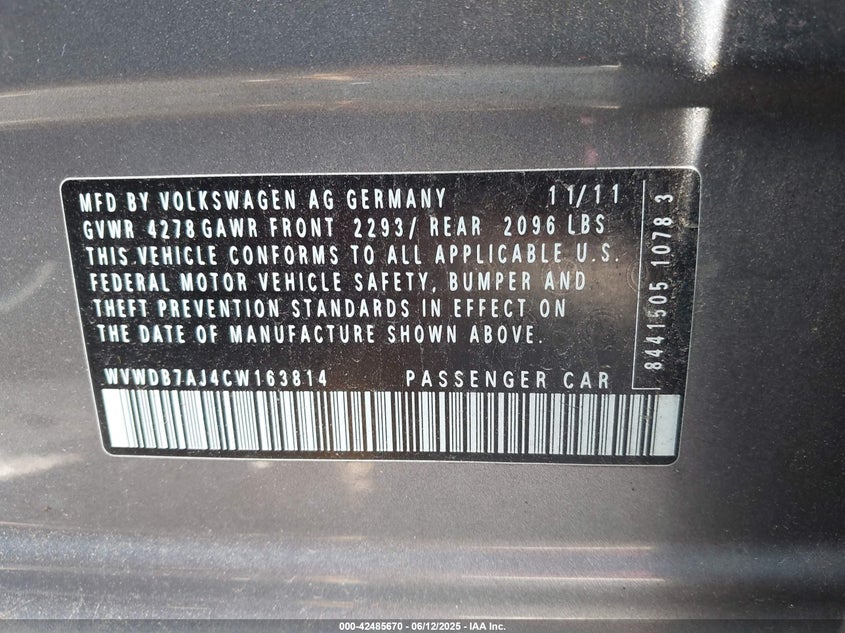 MFD BY VOLKSWAGEN AG GERMANY 11/11
GVWR 4278 GAWR FRONT 2293/ REAR 2096 LBS
THIS VEHICLE CONFORMS TO ALL APPLICABLE U.S.
FEDERAL MOTOR VEHICLE SAFETY, BUMPER AND
THEFT PREVENTION STANDARDS IN EFFECT ON
THE DATE OF MANUFACTURE SHOWN ABOVE.
WVWDB7AJ4CW163814 PASSENGER CAR
8441505 1078 3
000-42485670 - 06/12/2025 - IAA Inc.